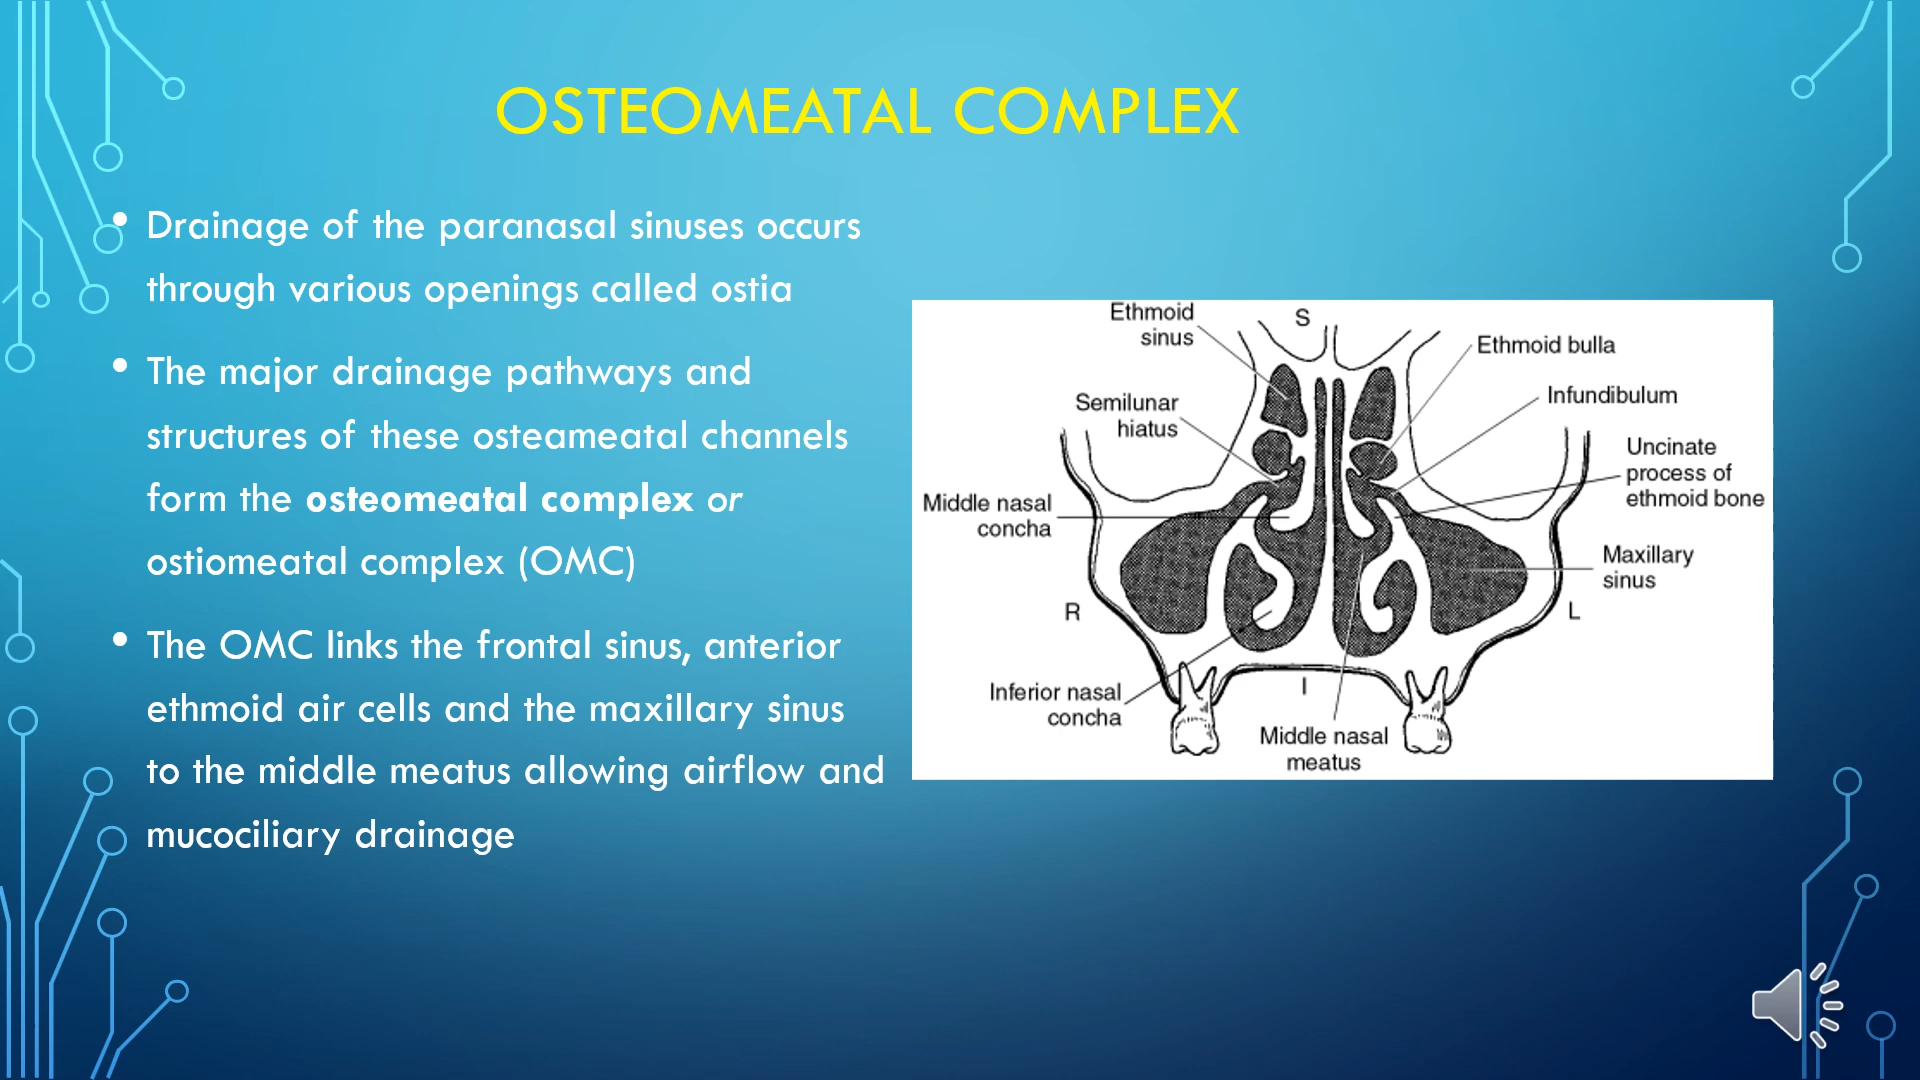 OSTEOMEATAL COMPLEX
• Drainage of the paranasal sinuses occurs
through various openings called ostia
• The major drainage pathways and
structures of these osteameatal channels
form the osteomeatal complex or
ostiomeatal complex (OMC)
• The OMC links the frontal sinus, anterior
ethmoid air cells and the maxillary sinus
to the middle meatus allowing airflow and
mucociliary drainage
Ethmoid
sinus
S
Ethmoid bulla
Semilunar
hiatus
Infundibulum
Uncinate
process of
ethmoid bone
Middle nasal
concha
Maxillary
sinus
R
L
Inferior nasal
concha
I
Middle nasal
meatus